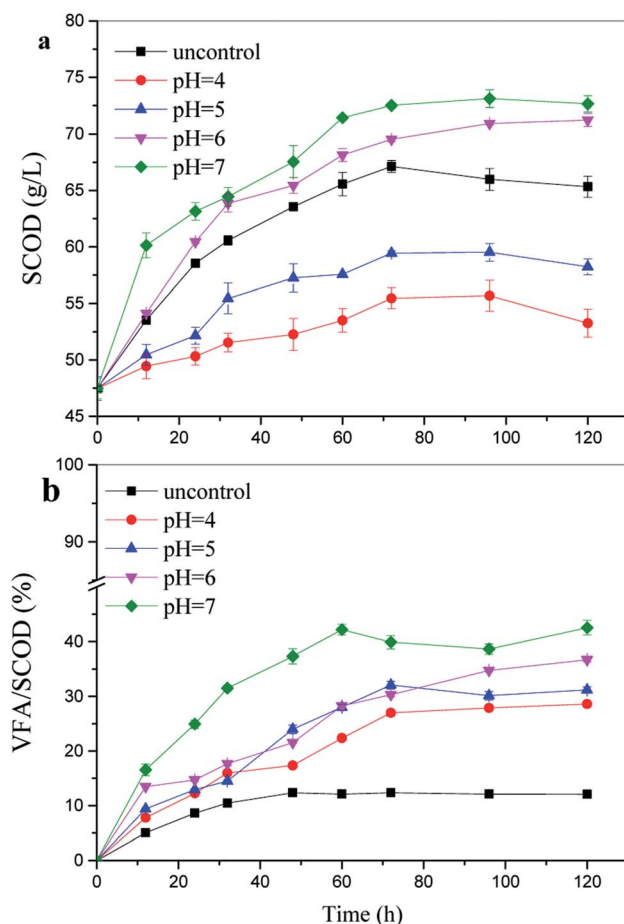 a
uncontrol
pH=4
pH=5
pH=6
pH=7
SCOD (g/L)
80
75
70
65
60
55
50
45
0 20 40 60 80 100 120
b
uncontrol
pH=4
pH=5
pH=6
pH=7
VFA/SCOD (%)
100
90
40
30
20
10
0
0 20 40 60 80 100 120
Time (h)